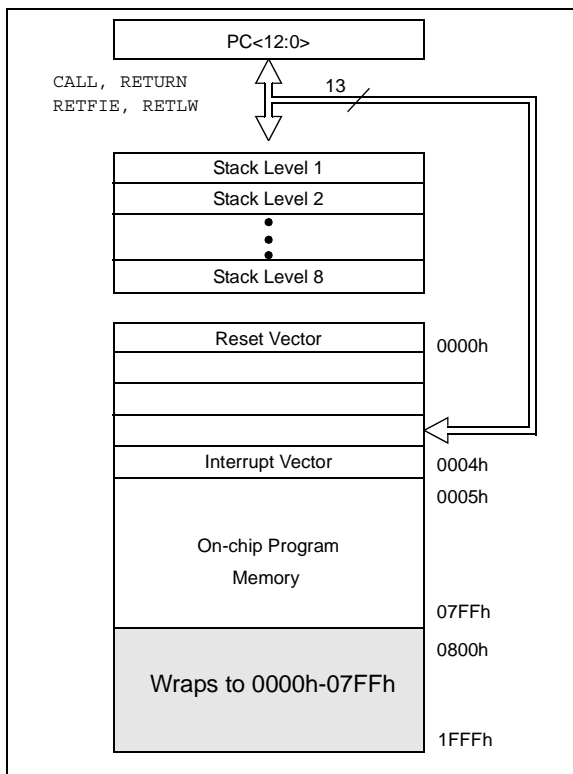 PC<12:0>
CALL, RETURN
RETFIE, RETLW
13
Stack Level 1
Stack Level 2
Stack Level 8
Reset Vector
0000h
Interrupt Vector
0004h
0005h
On-chip Program
Memory
07FFh
0800h
Wraps to 0000h-07FFh
1FFFh